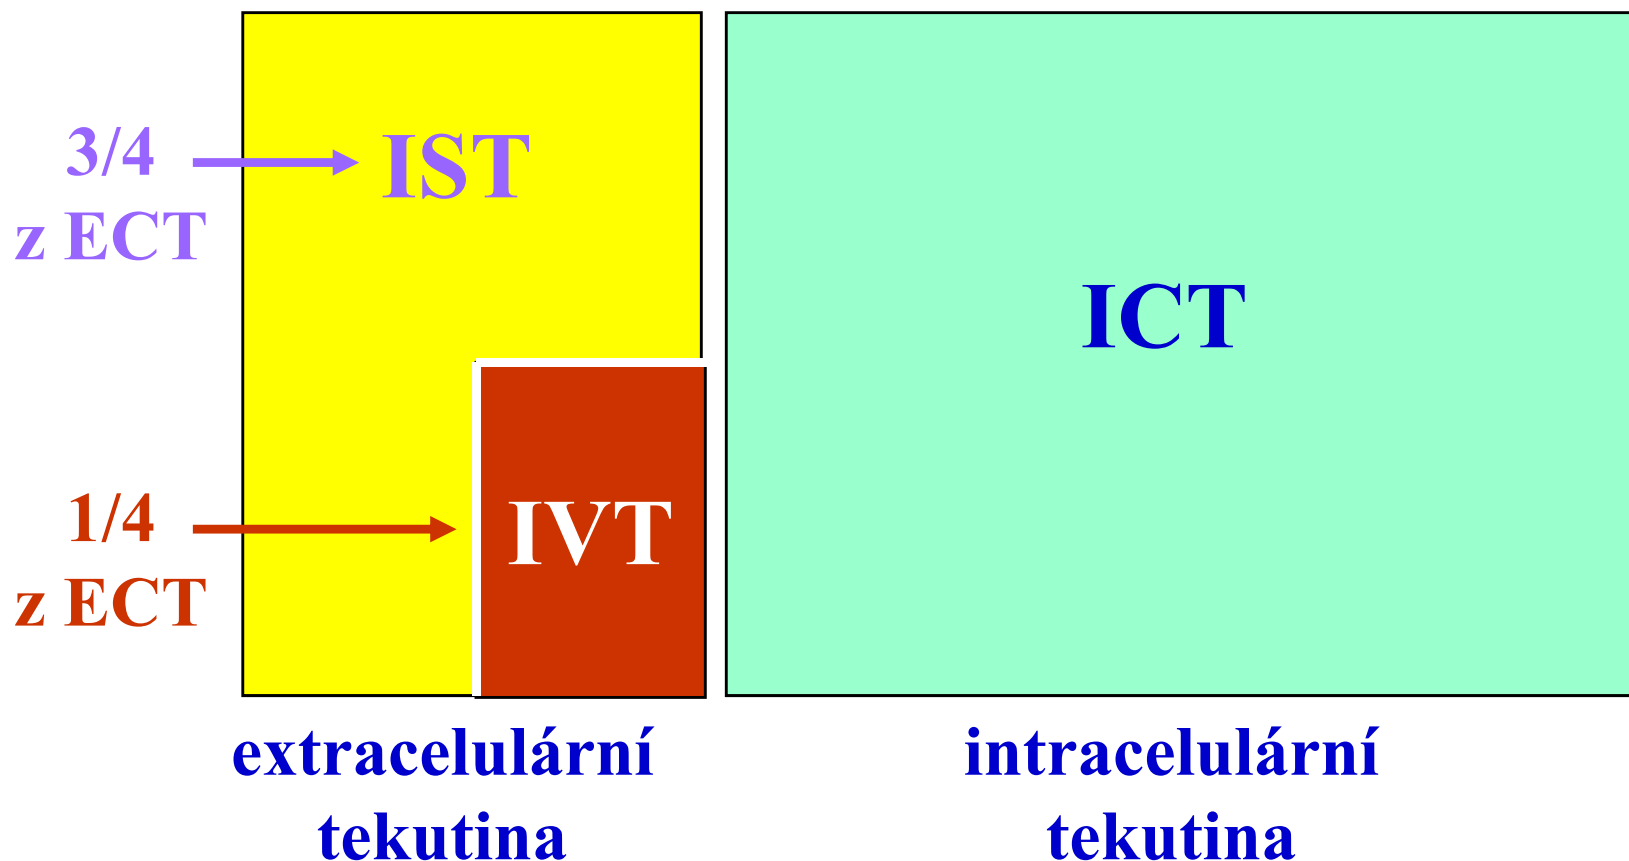 3/4
z ECT
IST
ICT
1/4
z ECT
IVT
extracelulární
tekutina
intracelulární
tekutina